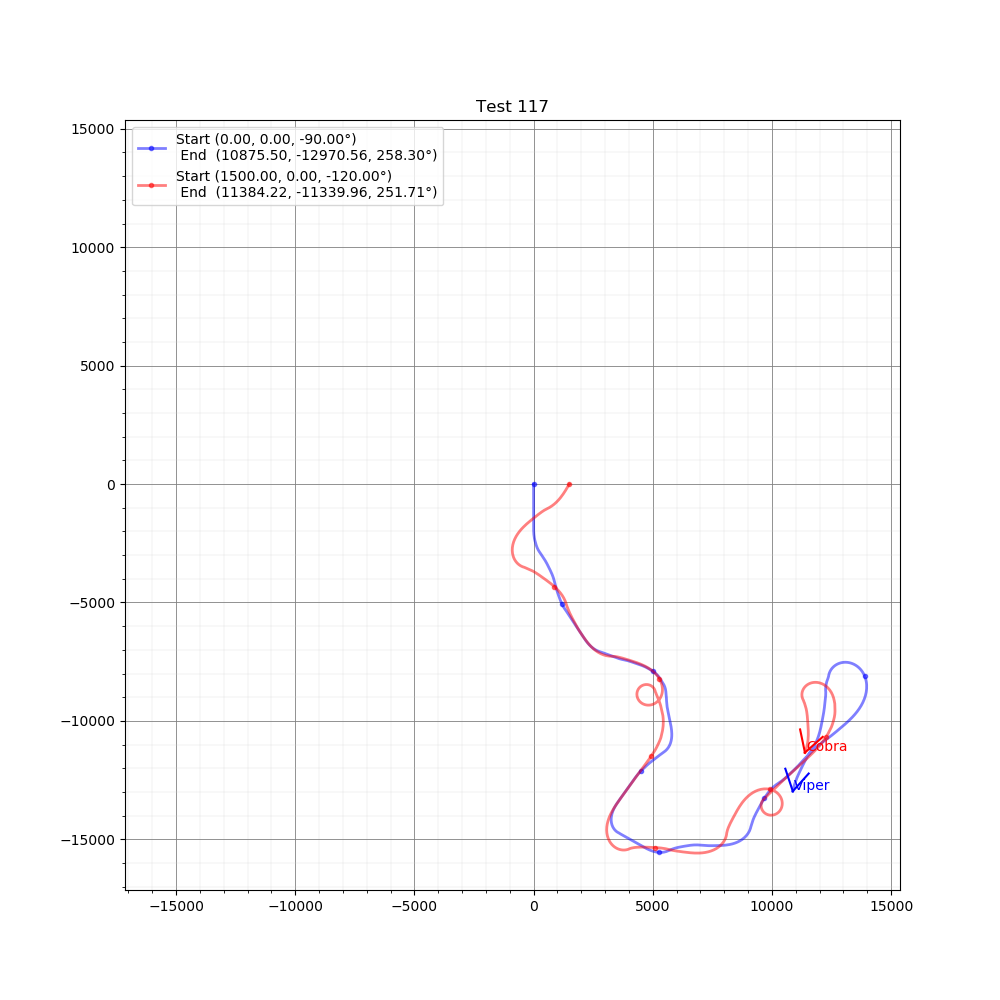 Test 117
Start (0.00, 0.00, -90.00°)
End (10875.50, -12970.56, 258.30°)
Start (1500.00, 0.00, -120.00°)
End (11384.22, -11339.96, 251.71°)
15000
10000
5000
0
−5000
−10000
−15000
Cobra
Viper
−15000 −10000 −5000 0 5000 10000 15000